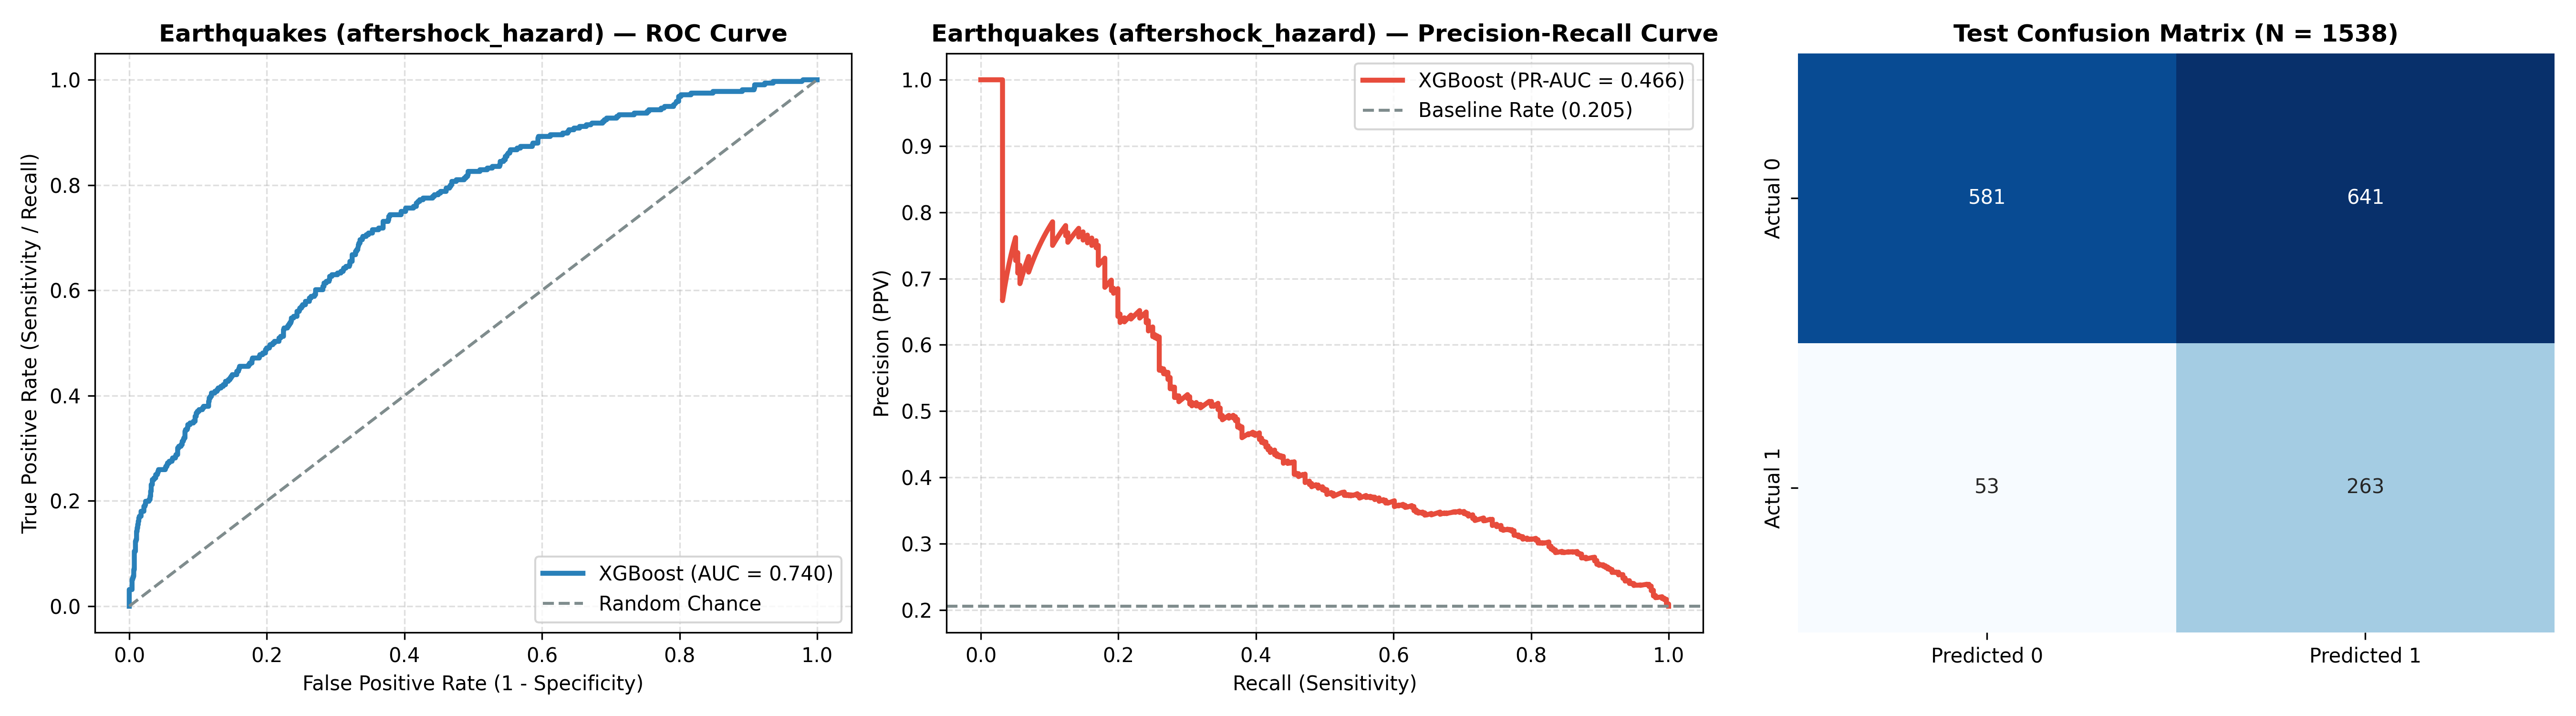 Earthquakes (aftershock_hazard) — ROC Curve
True Positive Rate (Sensitivity / Recall)
1.0
0.8
0.6
0.4
0.2
0.0
XGBoost (AUC = 0.740)
Random Chance
0.0 0.2 0.4 0.6 0.8 1.0
False Positive Rate (1 - Specificity)
Earthquakes (aftershock_hazard) — Precision-Recall Curve
Precision (PPV)
1.0
0.9
0.8
0.7
0.6
0.5
0.4
0.3
0.2
XGBoost (PR-AUC = 0.466)
Baseline Rate (0.205)
0.0 0.2 0.4 0.6 0.8 1.0
Recall (Sensitivity)
Test Confusion Matrix (N = 1538)
Actual 0
581 641
Actual 1
53 263
Predicted 0 Predicted 1